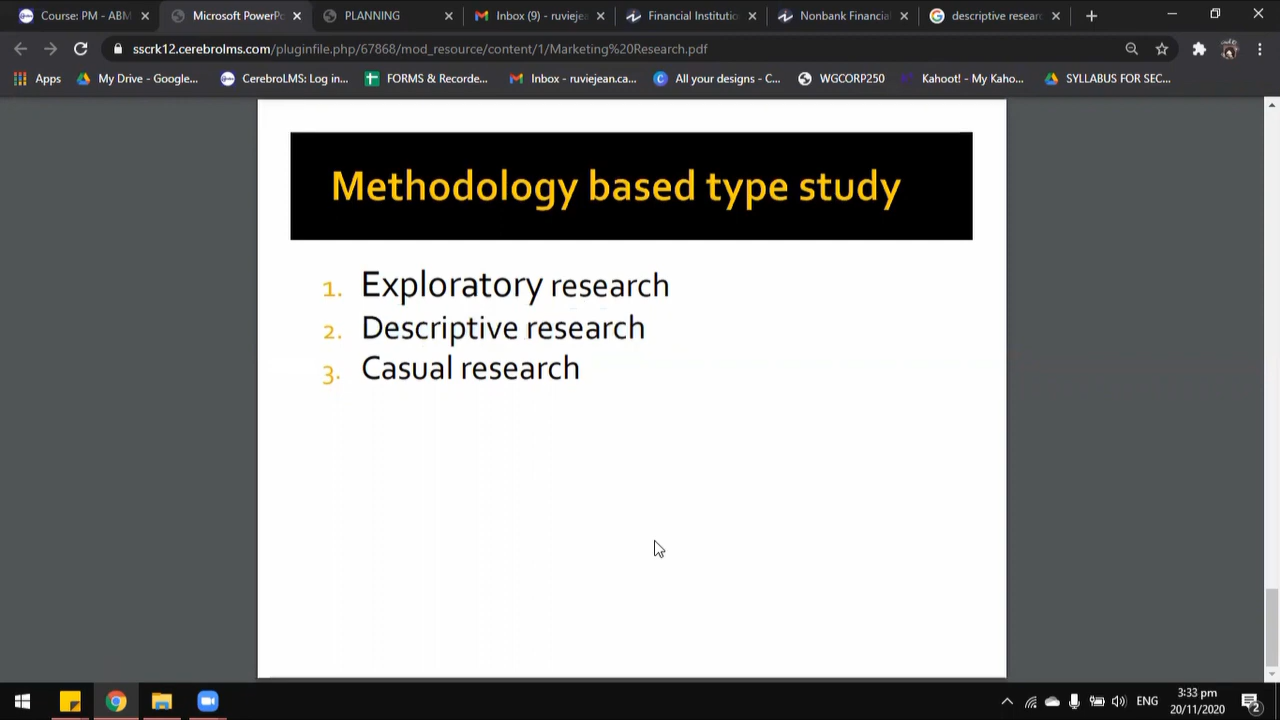 Course: PM - ABM
Microsoft PowerPo
PLANNING
Inbox (9) - ruvieje
Financial Institutio
Nonbank Financia
descriptive resear
sscrk12.cerebrolms.com/pluginfile.php/67868/mod_resource/content/1/Marketing%20Research.pdf
Apps
My Drive - Google...
CerebroLMS: Log in...
FORMS & Recorde...
Inbox - ruviejean.ca...
All your designs - C...
WGCORP250
Kahoot! - My Kaho...
SYLLABUS FOR SEC...
Methodology based type study
1. Exploratory research
2. Descriptive research
3. Casual research
ENG
3:33 pm
20/11/2020
2